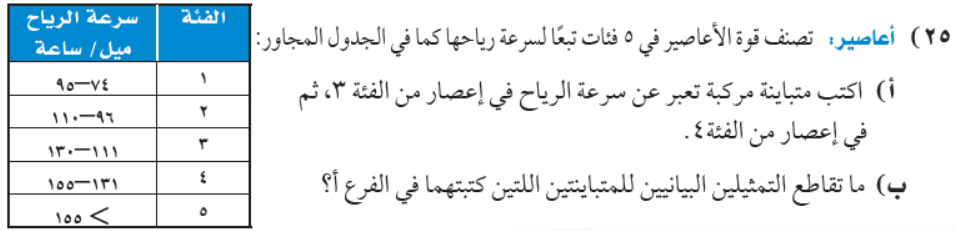 ٢٥) أعاصير: تصنف قوة الأعاصير في ٥ فئات تبعًا لسرعة رياحها كما في الجدول المجاور:
أ) اكتب متباينة مركبة تعبر عن سرعة الرياح في إعصار من الفئة ٣، ثم
في إعصار من الفئة٤.
ب) ما تقاطع التمثيلين البيانيين للمتباينتين اللتين كتبتهما في الفرع أ؟
الفئة سرعة الرياح
ميل/ ساعة
١ ٧٤—٩٥
٢ ٩٦—١١٠
٣ ١١١—١٣٠
٤ ١٣١—١٥٥
٥ > ١٥٥